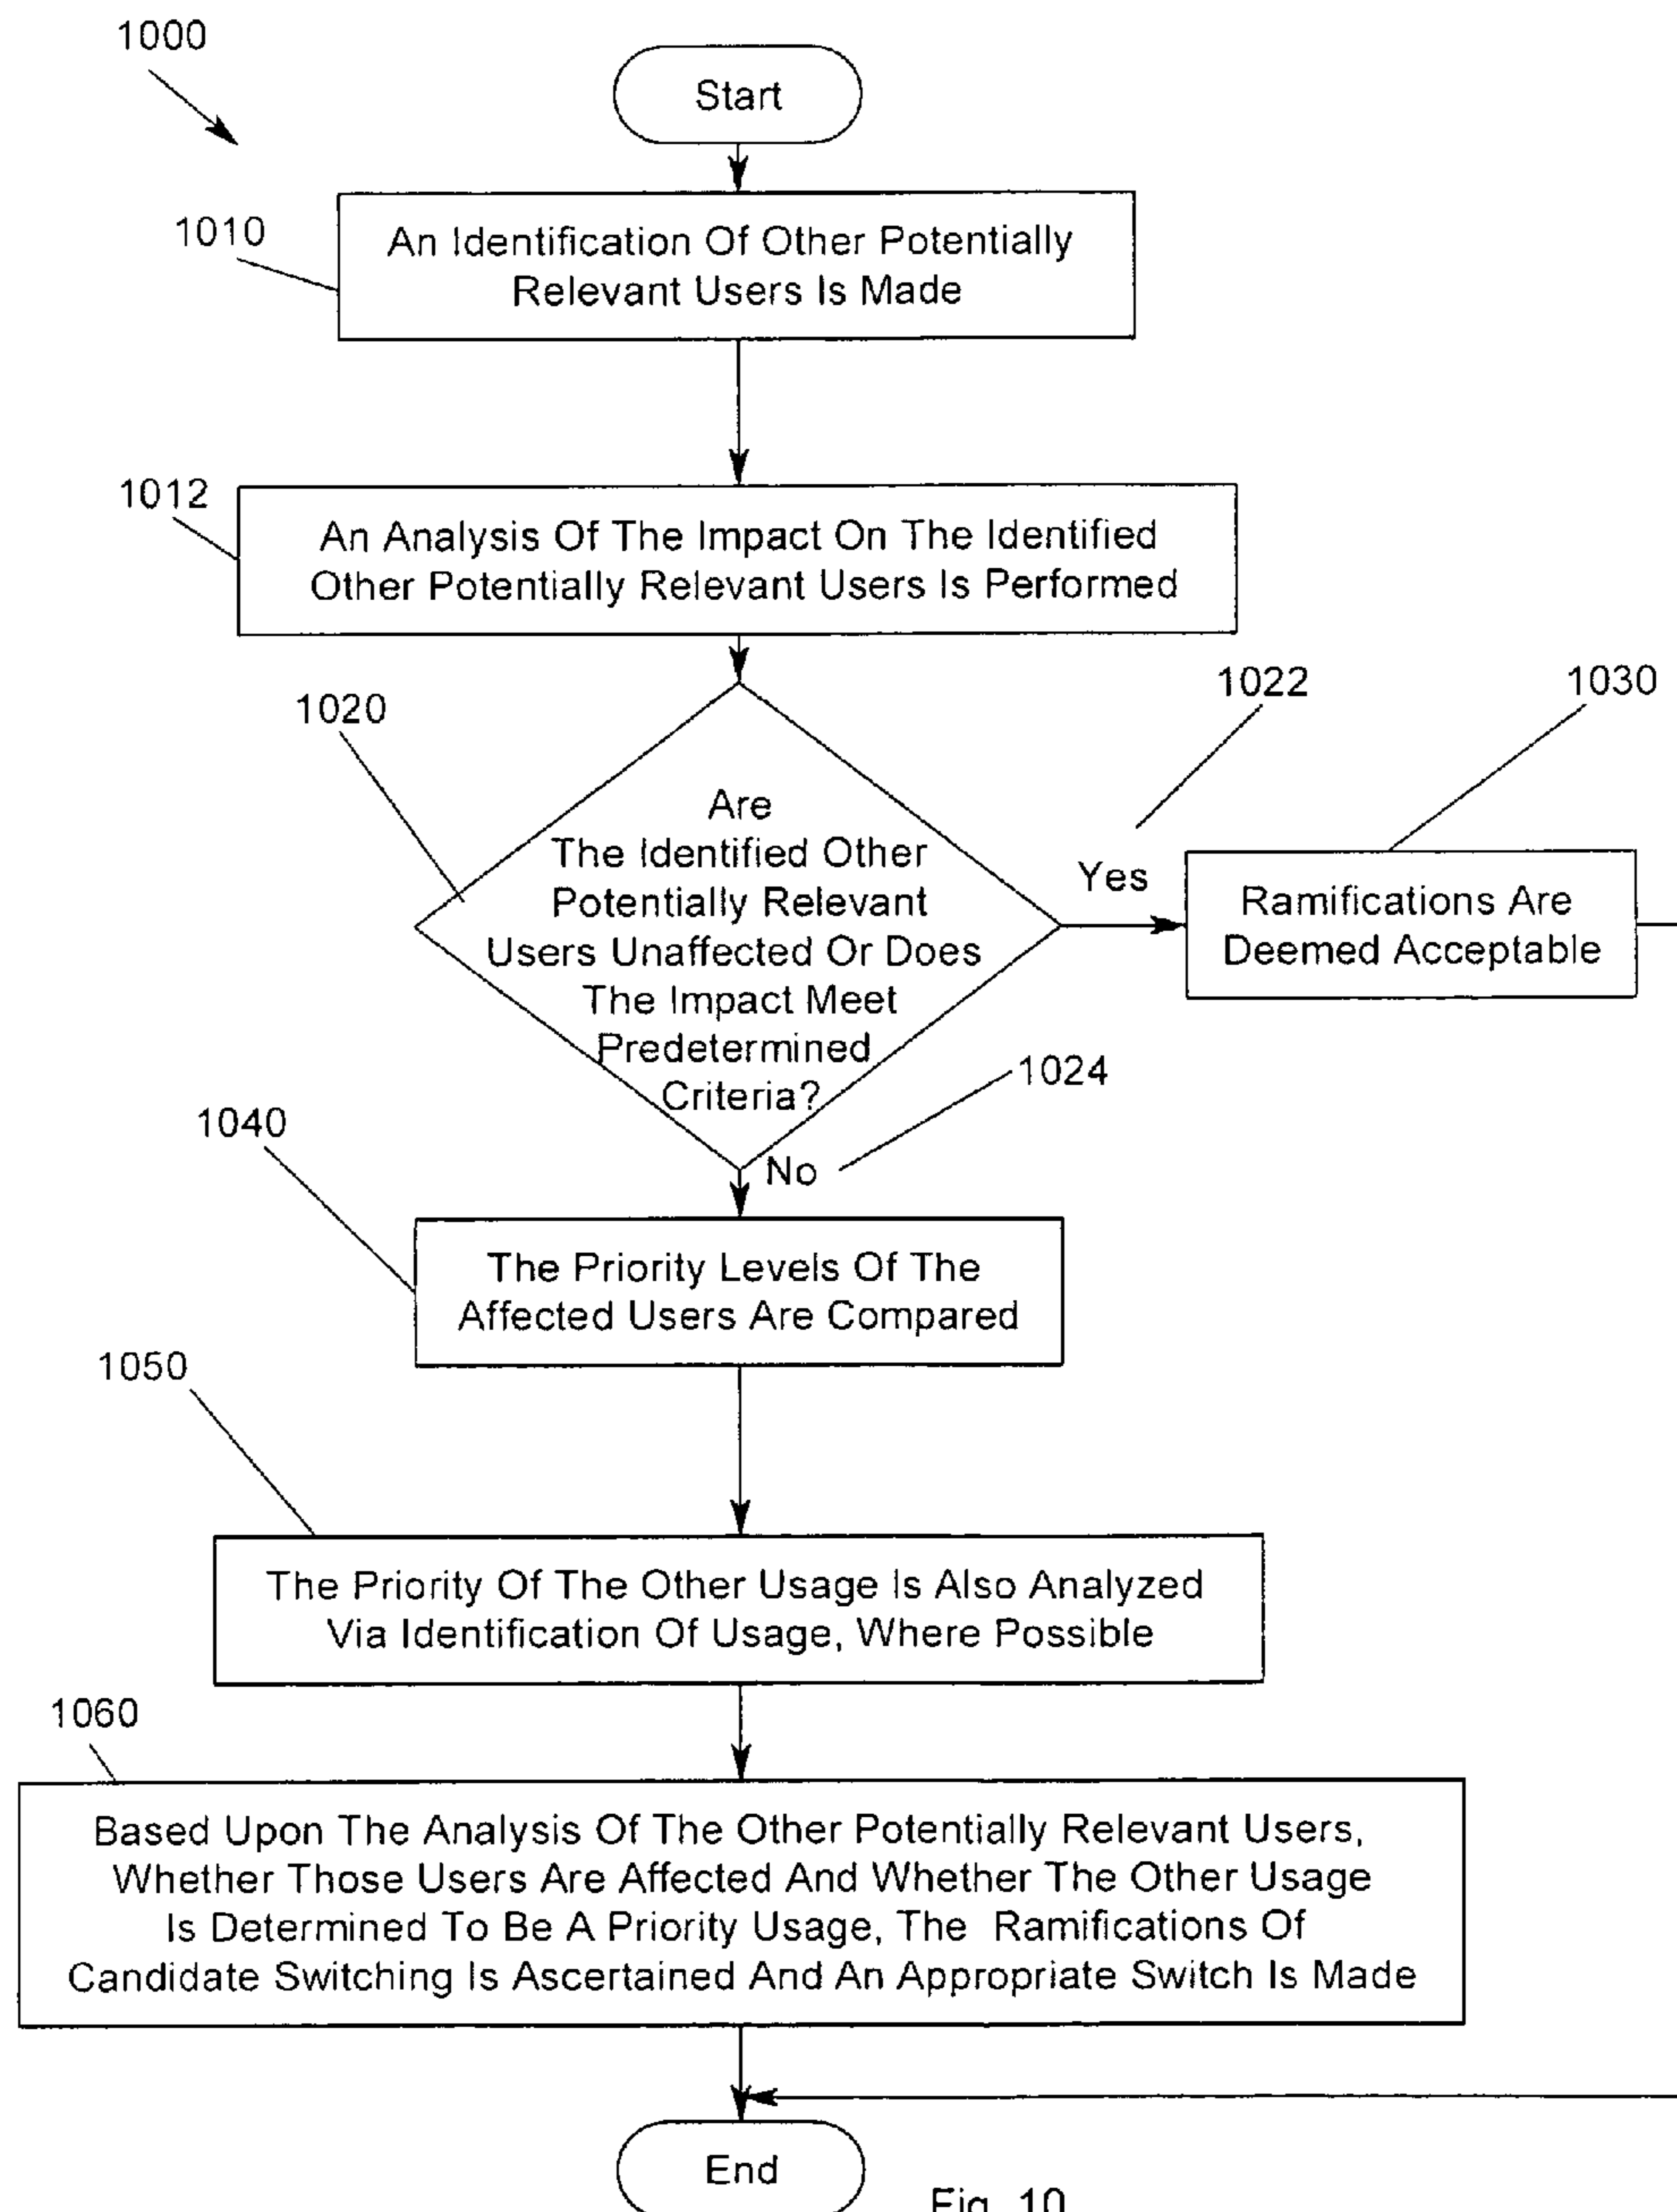 1000
Start
1010
An Identification Of Other Potentially
Relevant Users Is Made
1012
An Analysis Of The Impact On The Identified
Other Potentially Relevant Users Is Performed
1020
1022
1030
Are
The Identified Other
Potentially Relevant
Users Unaffected Or Does
The Impact Meet
Predetermined
Criteria?
Yes
Ramifications Are
Deemed Acceptable
1024
No
1040
The Priority Levels Of The
Affected Users Are Compared
1050
The Priority Of The Other Usage Is Also Analyzed
Via Identification Of Usage, Where Possible
1060
Based Upon The Analysis Of The Other Potentially Relevant Users,
Whether Those Users Are Affected And Whether The Other Usage
Is Determined To Be A Priority Usage, The Ramifications Of
Candidate Switching Is Ascertained And An Appropriate Switch Is Made
End
Fig. 10